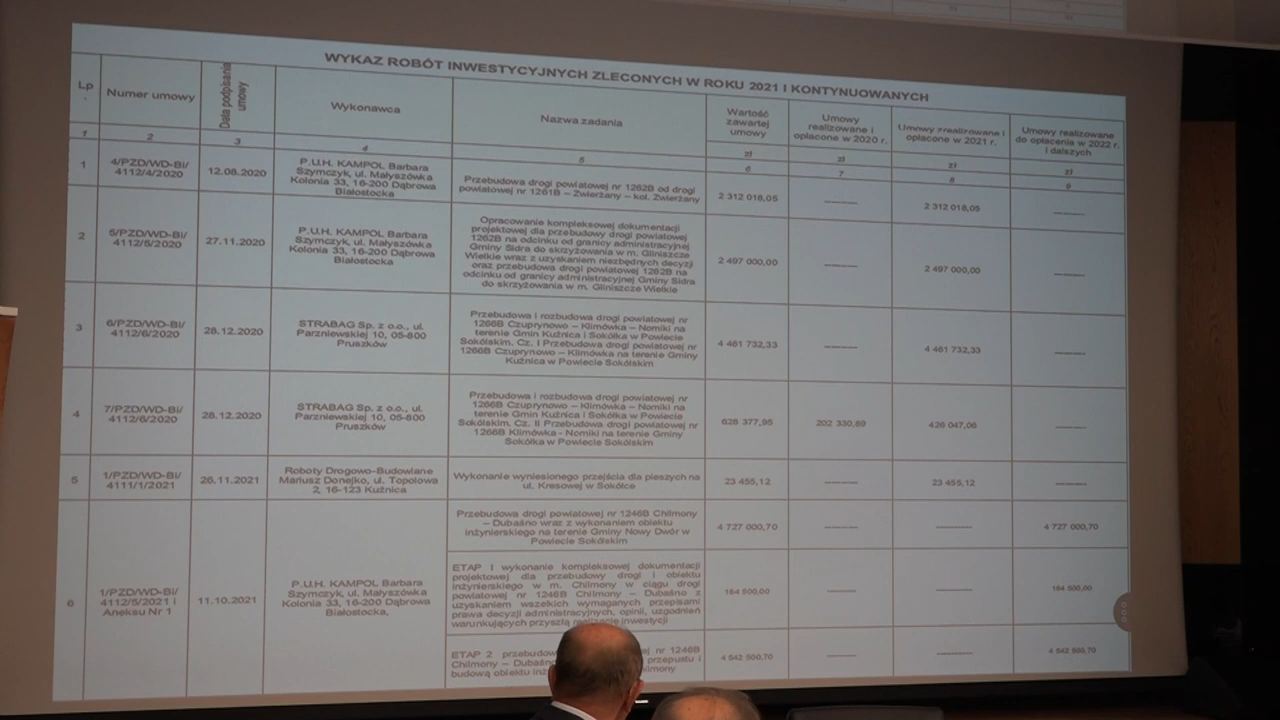 WYKAZ ROBÓT INWESTYCYJNYCH ZLECONYCH W ROKU 2021 I KONTYNUOWANYCH
Lp.
Numer umowy
Data podpisania umowy
Wykonawca
Nazwa zadania
Wartość zawartej umowy
Umowy realizowane i opłacone w 2020 r.
Umowy zrealizowane i opłacone w 2021 r.
Umowy realizowane do opłacenia w 2022 r. i dalszych
zł
zł
zł
zł
1 2 3 4 5 6 7 8 9
1
4/PZD/WD-BI/
4112/4/2020
12.08.2020
P.U.H. KAMPOL Barbara
Szymczyk, ul. Małyszówka
Kolonia 33, 16-200 Dąbrowa
Białostocka
Przebudowa drogi powiatowej nr 1262B od drogi
powiatowej nr 1261B – Zwierżany – kol. Zwierżany
2 312 018,05
———
2 312 018,05
———
2
5/PZD/WD-BI/
4112/5/2020
27.11.2020
P.U.H. KAMPOL Barbara
Szymczyk, ul. Małyszówka
Kolonia 33, 16-200 Dąbrowa
Białostocka
Opracowanie kompleksowej dokumentacji
projektowej dla przebudowy drogi powiatowej
1262B na odcinku od granicy administracyjnej
Gminy Sidra do skrzyżowania w m. Gliniszcze
Wielkie wraz z uzyskaniem niezbędnych decyzji
oraz przebudowa drogi powiatowej 1262B na
odcinku od granicy administracyjnej Gminy Sidra
do skrzyżowania w m. Gliniszcze Wielkie
2 497 000,00
———
2 497 000,00
———
3
6/PZD/WD-BI/
4112/6/2020
28.12.2020
STRABAG Sp. z o.o., ul.
Parzniewskiej 10, 05-800
Pruszków
Przebudowa i rozbudowa drogi powiatowej nr
1266B Czuprynowo – Klimówka – Nomiki na
terenie Gmin Kuźnica i Sokółka w Powiecie
Sokólskim. Cz. I Przebudowa drogi powiatowej nr
1266B Czuprynowo – Klimówka na terenie Gminy
Kuźnica w Powiecie Sokólskim
4 461 732,33
———
4 461 732,33
———
4
7/PZD/WD-BI/
4112/6/2020
28.12.2020
STRABAG Sp. z o.o., ul.
Parzniewskiej 10, 05-800
Pruszków
Przebudowa i rozbudowa drogi powiatowej nr
1266B Czuprynowo – Klimówka – Nomiki na
terenie Gmin Kuźnica i Sokółka w Powiecie
Sokólskim. Cz. II Przebudowa drogi powiatowej nr
1266B Klimówka - Nomiki na terenie Gminy
Sokółka w Powiecie Sokólskim
628 377,95
202 330,89
426 047,06
———
5
1/PZD/WD-BI/
4111/1/2021
26.11.2021
Roboty Drogowo-Budowlane
Mariusz Donejko, ul. Topolowa
2, 16-123 Kuźnica
Wykonanie wyniesionego przejścia dla pieszych na
ul. Kresowej w Sokółce
23 455,12
———
23 455,12
———
6
1/PZD/WD-BI/
4112/5/2021 i
Aneksu Nr 1
11.10.2021
P.U.H. KAMPOL Barbara
Szymczyk, ul. Małyszówka
Kolonia 33, 16-200 Dąbrowa
Białostocka,
Przebudowa drogi powiatowej nr 1246B Chilmony
– Dubaśno wraz z wykonaniem obiektu
inżynierskiego na terenie Gminy Nowy Dwór w
Powiecie Sokólskim
4 727 000,70
———
———
4 727 000,70
ETAP I wykonanie kompleksowej dokumentacji
projektowej dla przebudowy drogi i obiektu
inżynierskiego w m. Chilmony w ciągu drogi
powiatowej nr 1246B Chilmony – Dubaśno z
uzyskaniem wszelkich wymaganych przepisami
prawa decyzji administracyjnych, opinii, uzgodnień
warunkujących przyszłą realizację inwestycji
184 500,00
———
———
184 500,00
ETAP 2 przebudow ej nr 1246B
Chilmony – Dubaśno przepustu i
budową obiektu inż ilmony
4 542 500,70
———
———
4 542 500,70